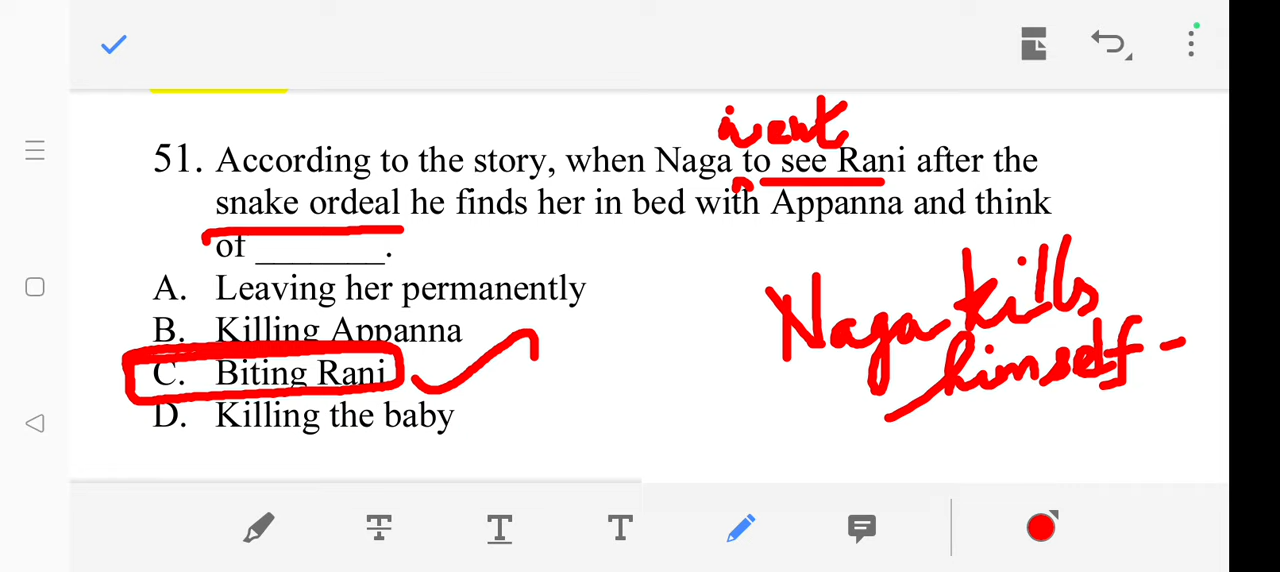 went
51. According to the story, when Naga to see Rani after the
snake ordeal he finds her in bed with Appanna and think
of _______.
A. Leaving her permanently
B. Killing Appanna
C. Biting Rani
D. Killing the baby
Naga kills
himself -
T
T
T